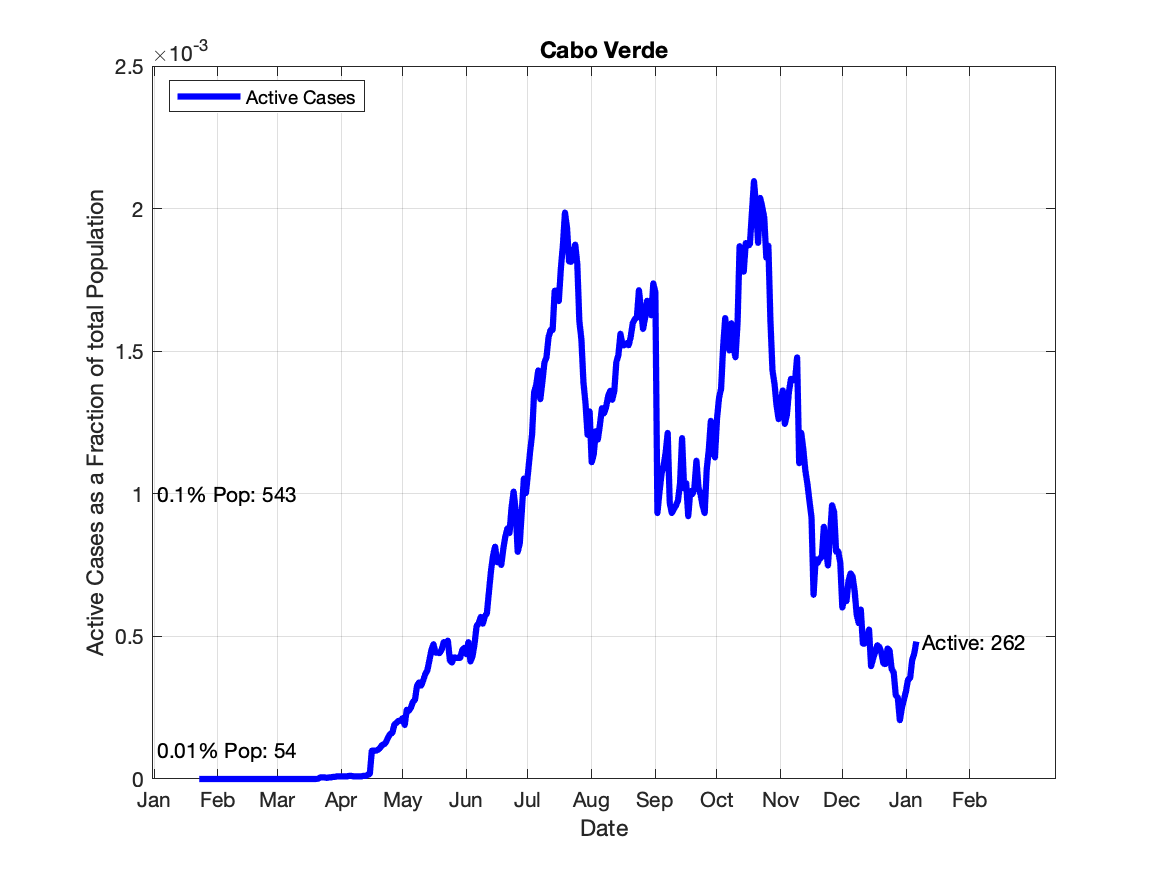 Cabo Verde
×10-3
Active Cases
2.5
2
1.5
1
0.5
0
Active Cases as a Fraction of total Population
0.1% Pop: 543
0.01% Pop: 54
Active: 262
Jan Feb Mar Apr May Jun Jul Aug Sep Oct Nov Dec Jan Feb
Date